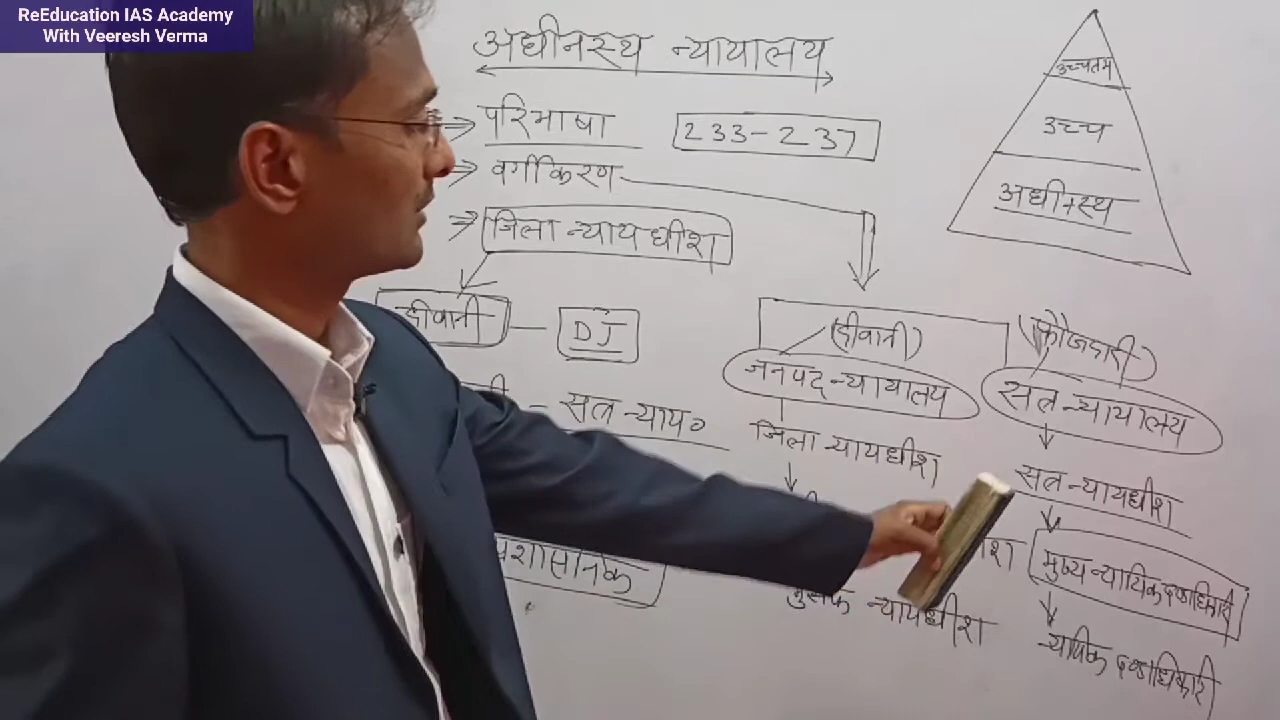 ReEducation IAS Academy
With Veeresh Verma
अधीनस्थ न्यायालय
परिभाषा
233-237
वर्गीकरण
जिला न्यायधीश
दीवानी
DJ
सत्र न्याय०
प्रशासनिक
उच्चतम
उच्च
अधीनस्थ
(दीवानी)
जनपद न्यायालय
जिला न्यायधीश
न्यायधीश
(फौजदारी)
सत्र न्यायालय
सत्र न्यायधीश
मुख्य न्यायिक दण्डाधिकारी
न्यायिक दण्डाधिकारी